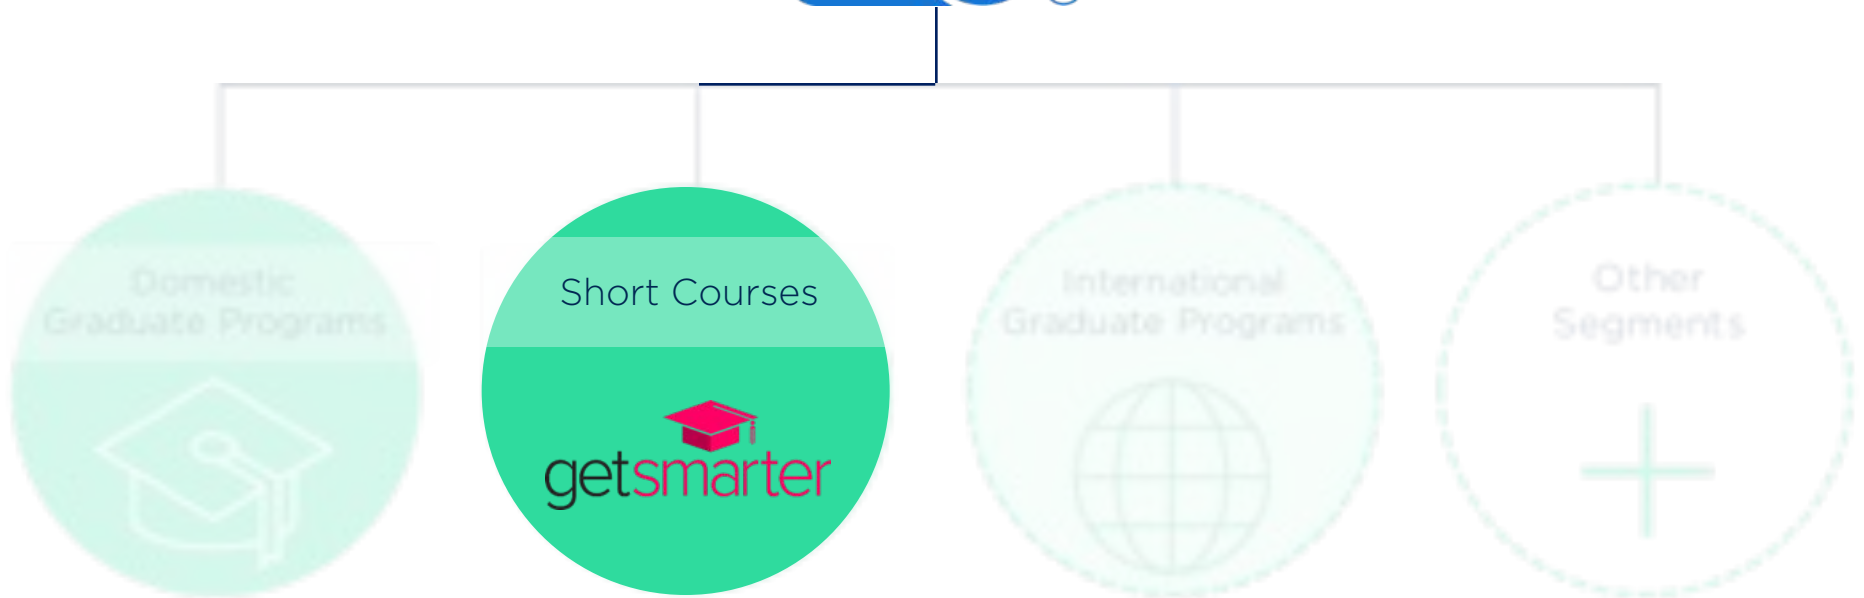 Domestic
Graduate Programs
Short Courses
getsmarter
International
Graduate Programs
Other
Segments